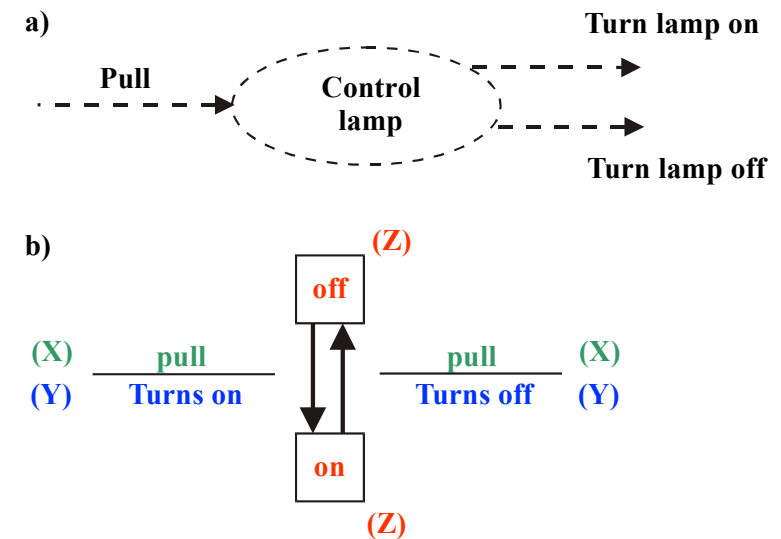 a)
Turn lamp on
Pull
Control
lamp
Turn lamp off
b)
(Z)
off
(X)
pull
pull
(X)
(Y)
Turns on
Turns off
(Y)
on
(Z)